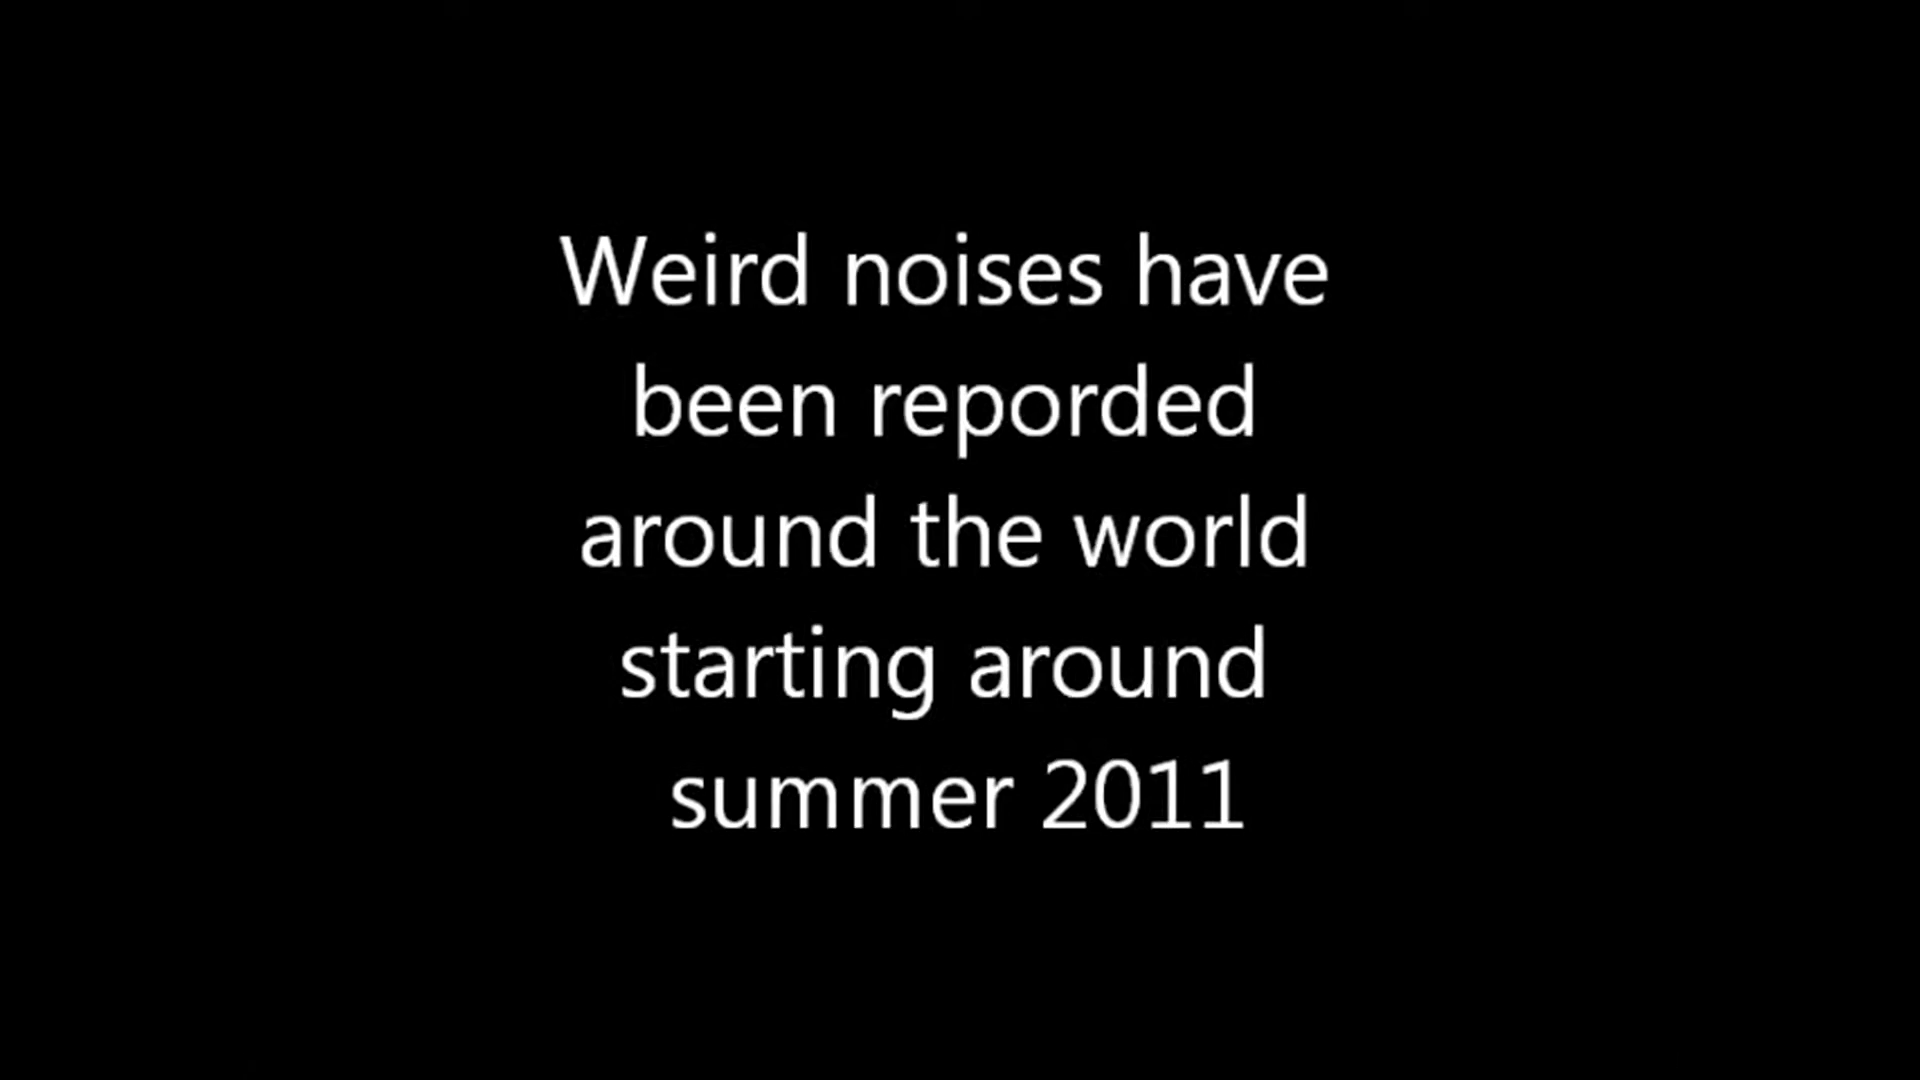 Weird noises have
been reporded
around the world
starting around
summer 2011